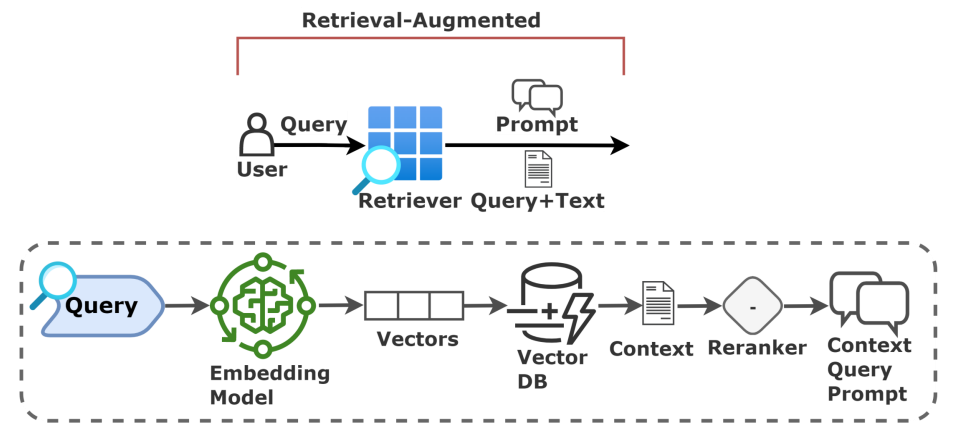 Retrieval-Augmented
Query
Prompt
User
Retriever Query+Text
Query
Vectors
Embedding
Model
Vector
DB
Context
Reranker
Context
Query
Prompt